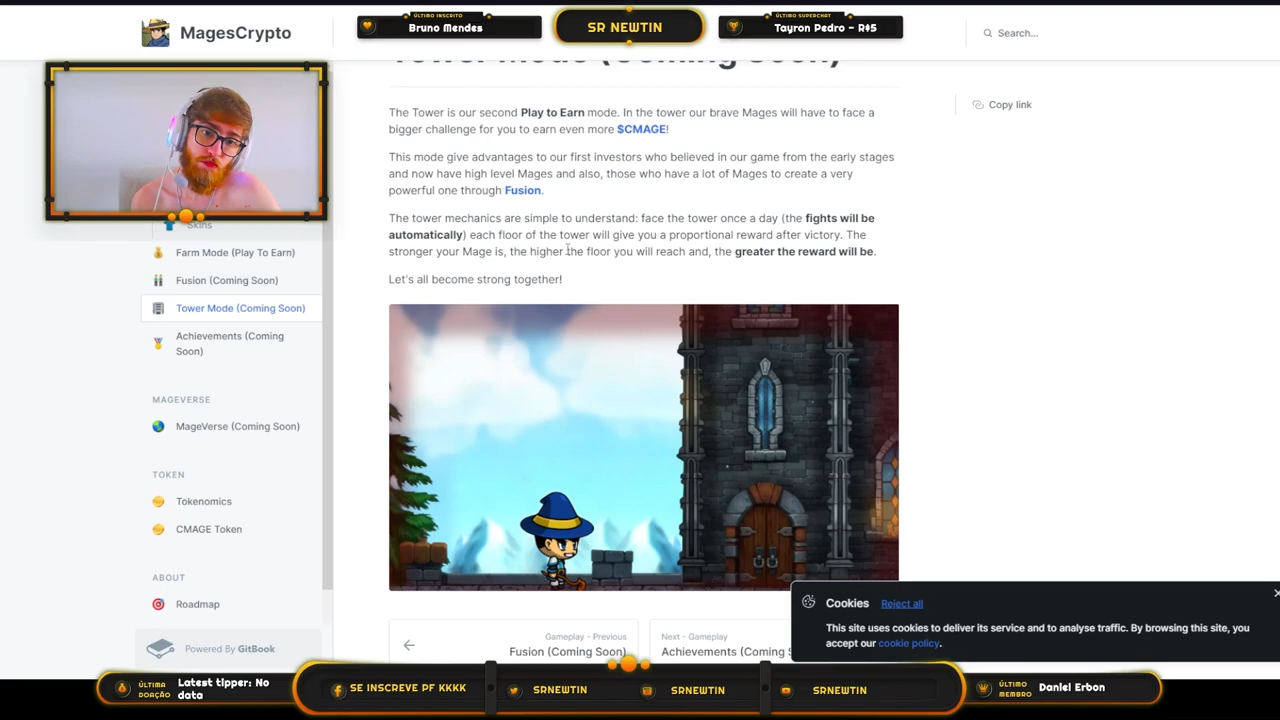 MagesCrypto
ÚLTIMO INSCRITO
Bruno Mendes
SR NEWTIN
ÚLTIMO SUPERCHAT
Tayron Pedro - R$5
Search...
Tower Mode (Coming Soon)
Copy link
The Tower is our second Play to Earn mode. In the tower our brave Mages will have to face a
bigger challenge for you to earn even more $CMAGE!
This mode give advantages to our first investors who believed in our game from the early stages
and now have high level Mages and also, those who have a lot of Mages to create a very
powerful one through Fusion.
The tower mechanics are simple to understand: face the tower once a day (the fights will be
automatically) each floor of the tower will give you a proportional reward after victory. The
stronger your Mage is, the higher the floor you will reach and, the greater the reward will be.
Let's all become strong together!
Skins
Farm Mode (Play To Earn)
Fusion (Coming Soon)
Tower Mode (Coming Soon)
Achievements (Coming
Soon)
MAGEVERSE
MageVerse (Coming Soon)
TOKEN
Tokenomics
CMAGE Token
ABOUT
Roadmap
Powered By GitBook
Gameplay - Previous
Fusion (Coming Soon)
Next - Gameplay
Achievements (Coming S
Cookies Reject all
This site uses cookies to deliver its service and to analyse traffic. By browsing this site, you
accept our cookie policy.
ÚLTIMA
DOAÇÃO
Latest tipper: No
data
SE INSCREVE PF KKKK
SRNEWTIN
SRNEWTIN
SRNEWTIN
ÚLTIMO
MEMBRO
Daniel Erbon